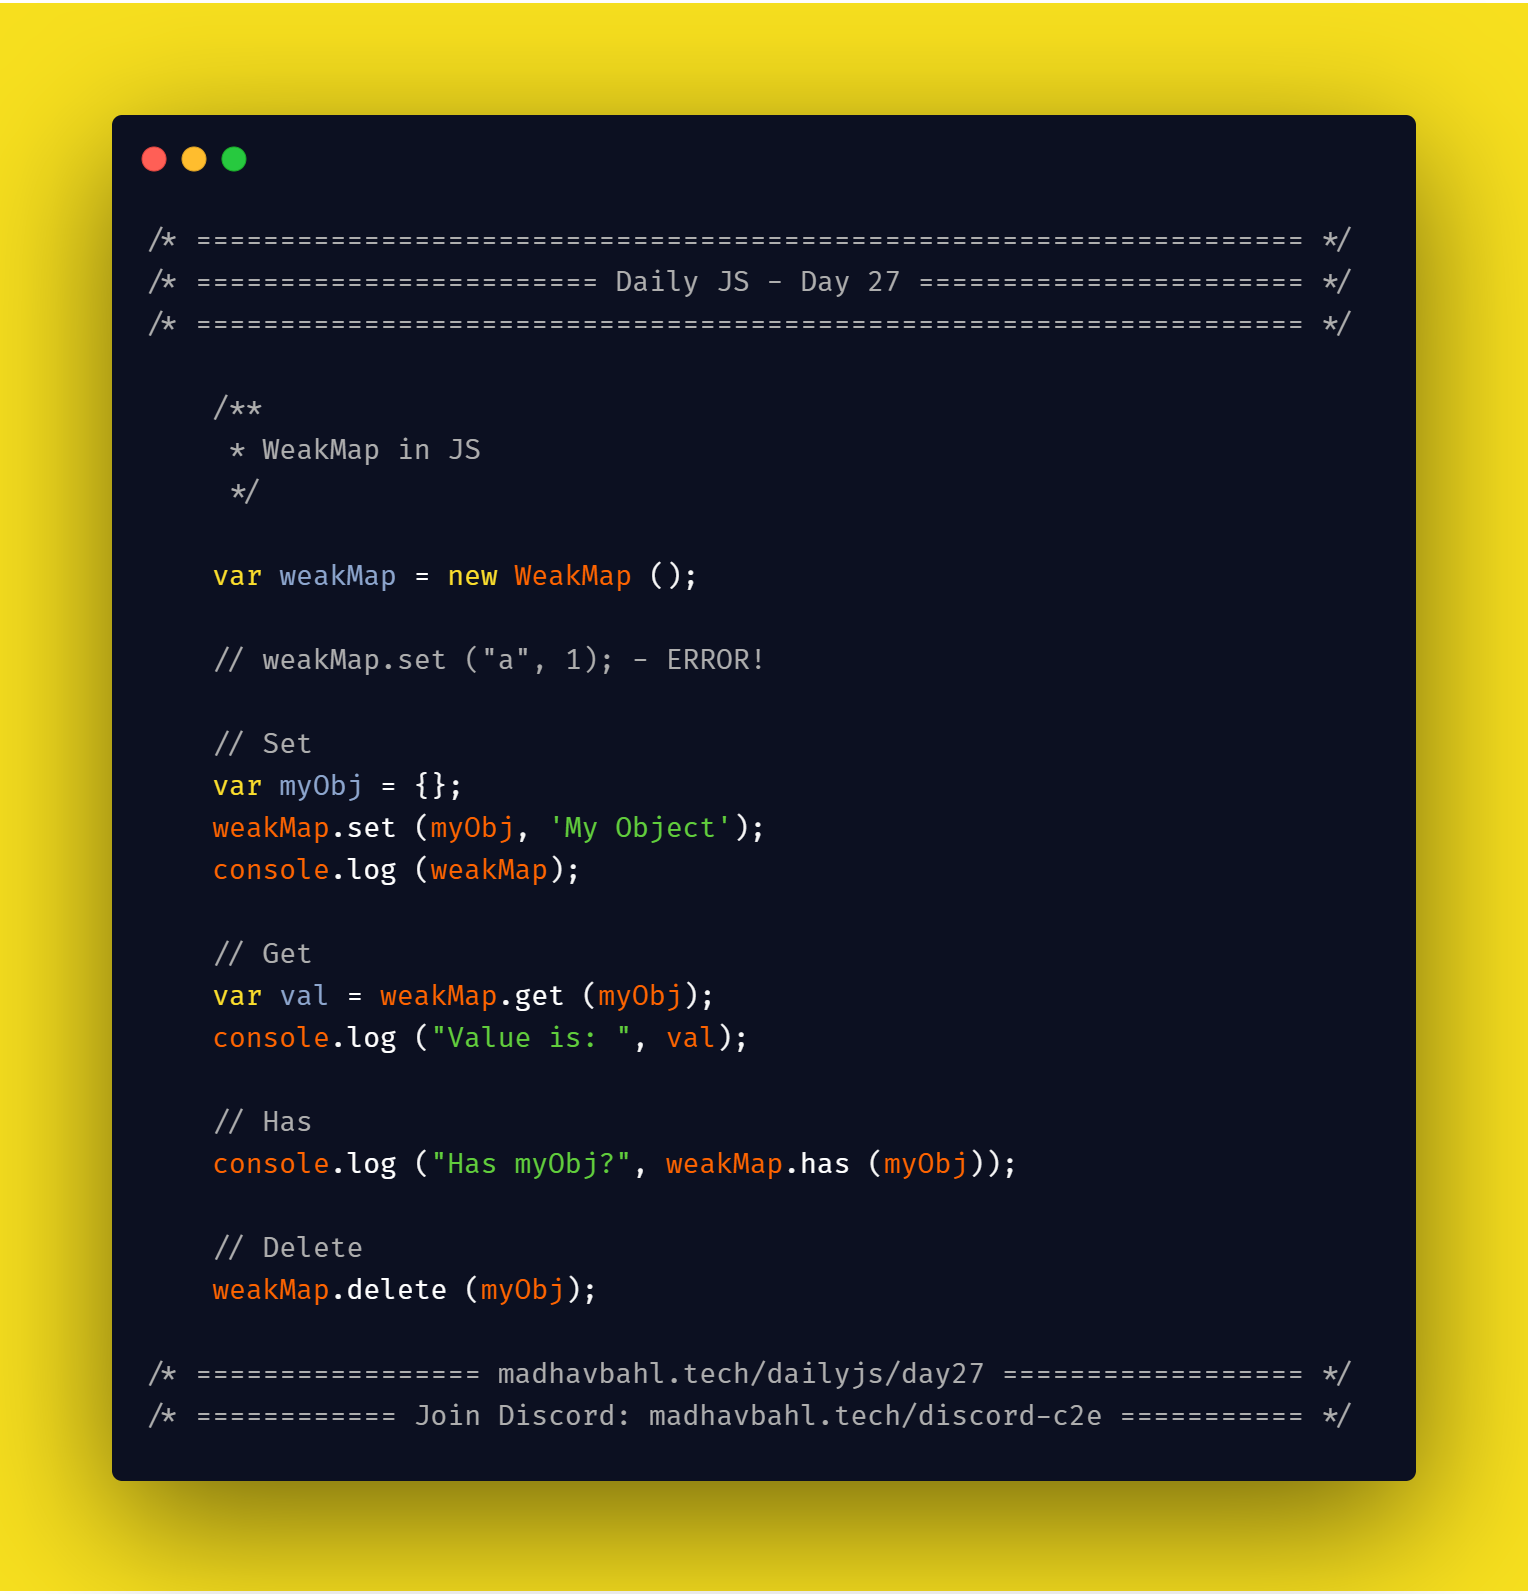 /* ================================================================== */
/* ======================== Daily JS - Day 27 ======================= */
/* ================================================================== */
/**
* WeakMap in JS
*/
var weakMap = new WeakMap ();
// weakMap.set ("a", 1); - ERROR!
// Set
var myObj = {};
weakMap.set (myObj, 'My Object');
console.log (weakMap);
// Get
var val = weakMap.get (myObj);
console.log ("Value is: ", val);
// Has
console.log ("Has myObj?", weakMap.has (myObj));
// Delete
weakMap.delete (myObj);
/* ================= madhavbahl.tech/dailyjs/day27 ================== */
/* ============ Join Discord: madhavbahl.tech/discord-c2e =========== */